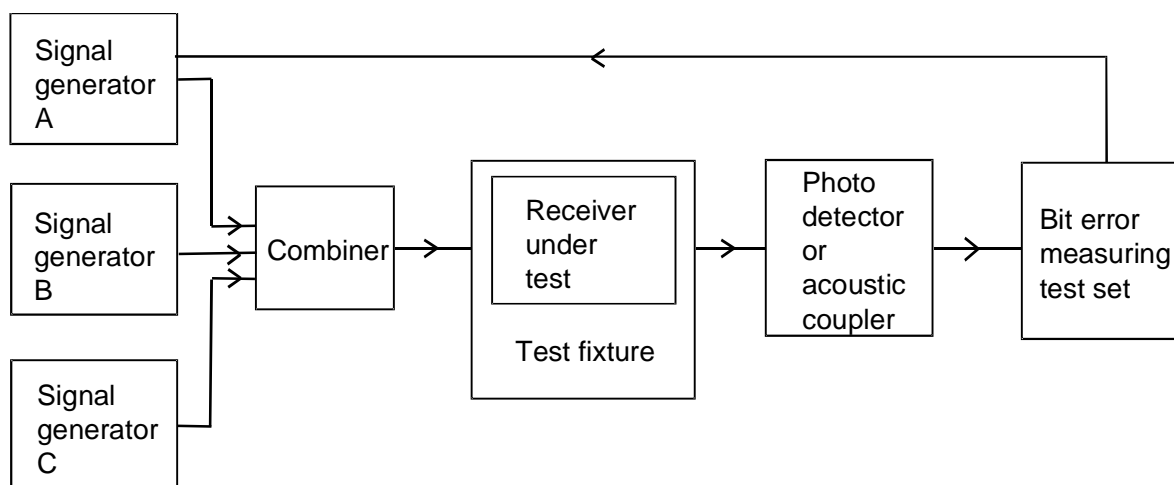 Signal
generator
A
Signal
generator
B
Signal
generator
C
Combiner
Receiver
under
test
Test fixture
Photo
detector
or
acoustic
coupler
Bit error
measuring
test set